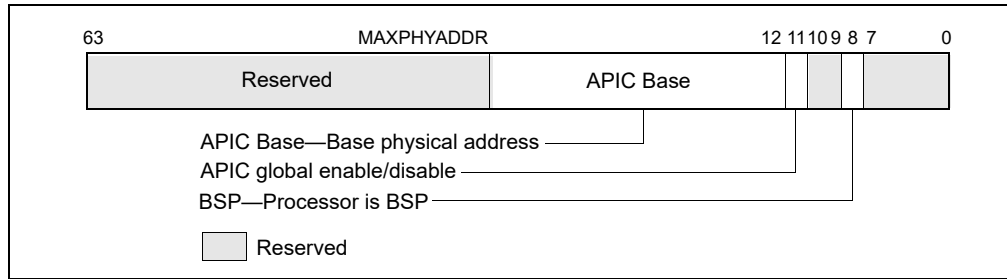 63 MAXPHYADDR 12 11 10 9 8 7 0
Reserved APIC Base
APIC Base—Base physical address
APIC global enable/disable
BSP—Processor is BSP
Reserved